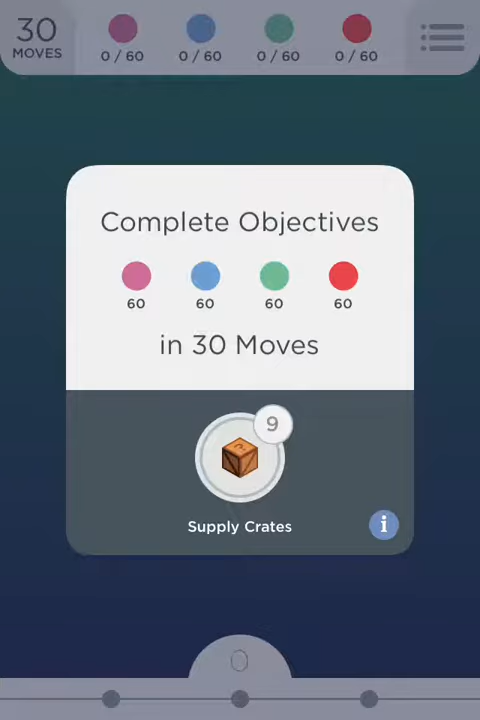 30
MOVES
0 / 60 0 / 60 0 / 60 0 / 60
Complete Objectives
60 60 60 60
in 30 Moves
9
Supply Crates
i
0